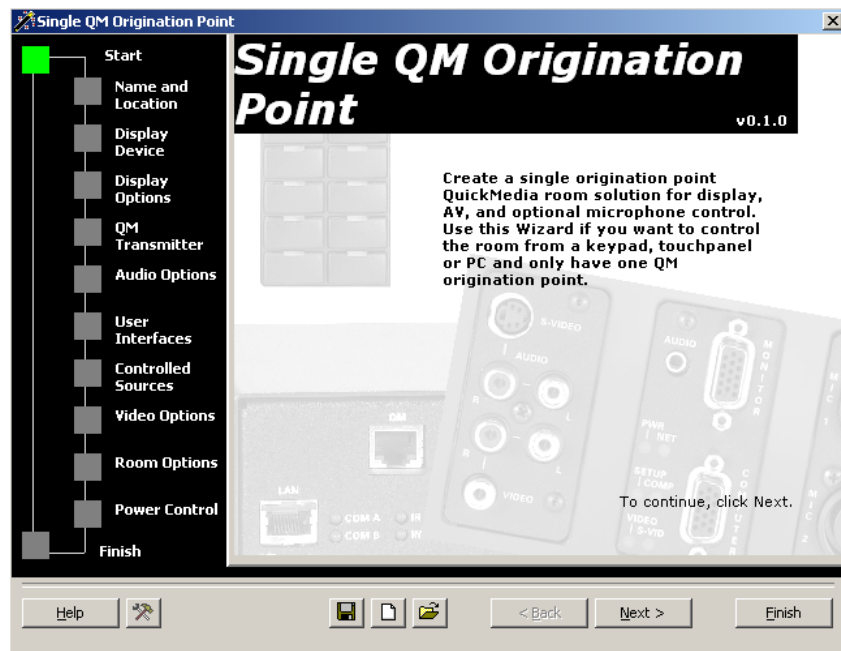 Single QM Origination Point
Start
Name and
Location
Display
Device
Display
Options
QM
Transmitter
Audio Options
User
Interfaces
Controlled
Sources
Video Options
Room Options
Power Control
Finish
Single QM Origination
Point
v0.1.0
Create a single origination point
QuickMedia room solution for display,
AV, and optional microphone control.
Use this Wizard if you want to control
the room from a keypad, touchpanel
or PC and only have one QM
origination point.
S-VIDEO
AUDIO
R
L
R
L
VIDEO
AUDIO
MONITOR
PWR
NET
SETUP
COMP
VIDEO
S-VID
COMPUTER
MIC
1
MIC
2
QM
LAN
COM A
IN
COM B
IN
To continue, click Next.
Help
< Back
Next >
Finish